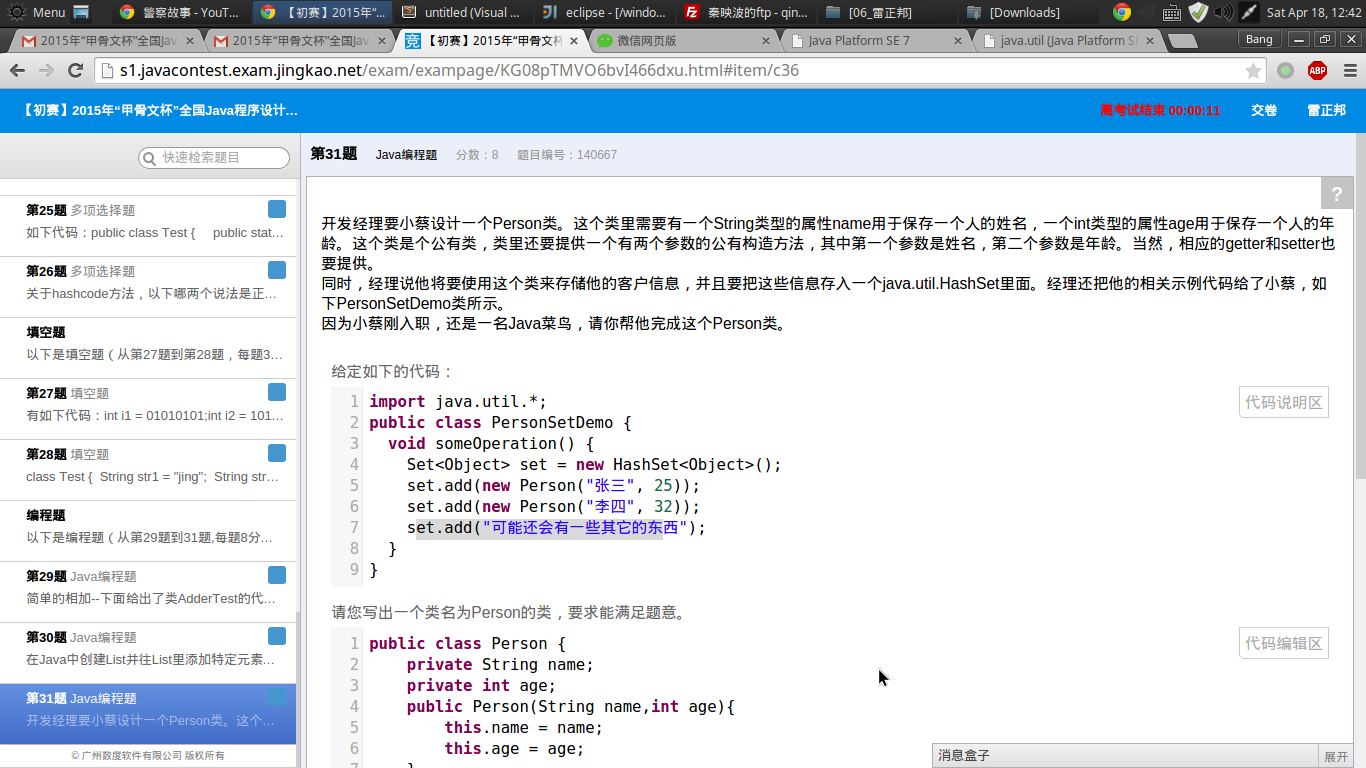 Menu
警察故事 - YouT...
【初赛】2015年“...
untitled (Visual ...
eclipse - [/windo...
秦映波的ftp - qin...
[06_雷正邦]
[Downloads]
Sat Apr 18, 12:42
2015年“甲骨文杯”全国Jav
2015年“甲骨文杯”全国Jav
【初赛】2015年“甲骨文杯
微信网页版
Java Platform SE 7
java.util (Java Platform SE
Bang
s1.javacontest.exam.jingkao.net/exam/exampage/KG08pTMVO6bvI466dxu.html#item/c36
ABP
【初赛】2015年“甲骨文杯”全国Java程序设计...
离考试结束 00:00:11
交卷
雷正邦
快速检索题目
第25题 多项选择题
如下代码：public class Test { public stat...
第26题 多项选择题
关于hashcode方法，以下哪两个说法是正...
填空题
以下是填空题（从第27题到第28题，每题3...
第27题 填空题
有如下代码：int i1 = 01010101;int i2 = 101...
第28题 填空题
class Test { String str1 = "jing"; String str...
编程题
以下是编程题（从第29题到31题,每题8分...
第29题 Java编程题
简单的相加--下面给出了类AdderTest的代...
第30题 Java编程题
在Java中创建List并往List里添加特定元素...
第31题 Java编程题
开发经理要小蔡设计一个Person类。这个...
© 广州数度软件有限公司 版权所有
第31题 Java编程题 分数：8 题目编号：140667
?
开发经理要小蔡设计一个Person类。这个类里需要有一个String类型的属性name用于保存一个人的姓名，一个int类型的属性age用于保存一个人的年
龄。这个类是个公有类，类里还要提供一个有两个参数的公有构造方法，其中第一个参数是姓名，第二个参数是年龄。当然，相应的getter和setter也
要提供。
同时，经理说他将要使用这个类来存储他的客户信息，并且要把这些信息存入一个java.util.HashSet里面。经理还把他的相关示例代码给了小蔡，如
下PersonSetDemo类所示。
因为小蔡刚入职，还是一名Java菜鸟，请你帮他完成这个Person类。
给定如下的代码：
代码说明区
1 import java.util.*;
2 public class PersonSetDemo {
3 void someOperation() {
4 Set<Object> set = new HashSet<Object>();
5 set.add(new Person("张三", 25));
6 set.add(new Person("李四", 32));
7 set.add("可能还会有一些其它的东西");
8 }
9 }
请您写出一个类名为Person的类，要求能满足题意。
代码编辑区
1 public class Person {
2 private String name;
3 private int age;
4 public Person(String name,int age){
5 this.name = name;
6 this.age = age;
7 }
消息盒子
展开